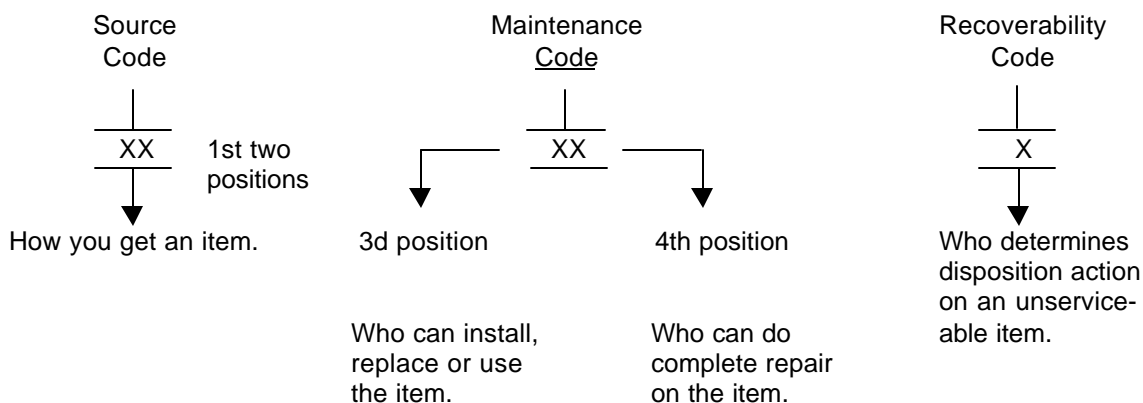 Source
Code
Maintenance
Code
Recoverability
Code
XX
1st two
positions
XX
X
How you get an item.
3d position
4th position
Who determines
disposition action
on an unservice-
able item.
Who can install,
replace or use
the item.
Who can do
complete repair
on the item.